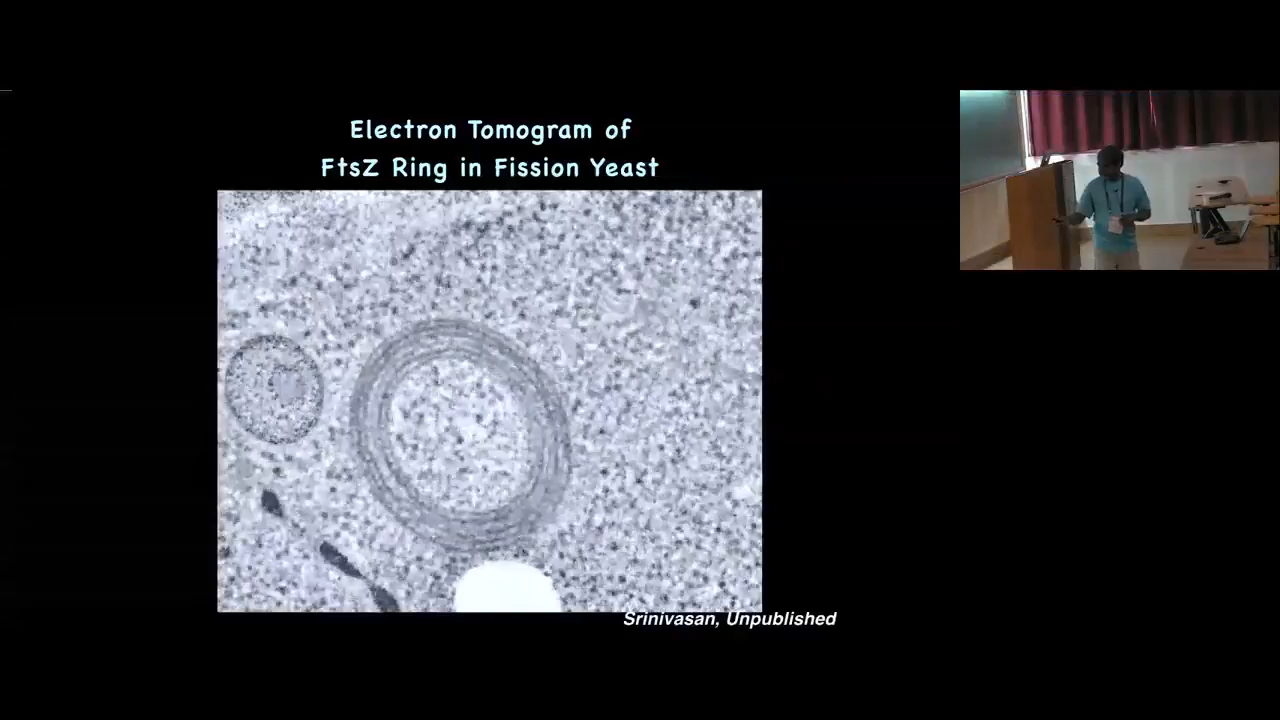 Electron Tomogram of
FtsZ Ring in Fission Yeast
Srinivasan, Unpublished